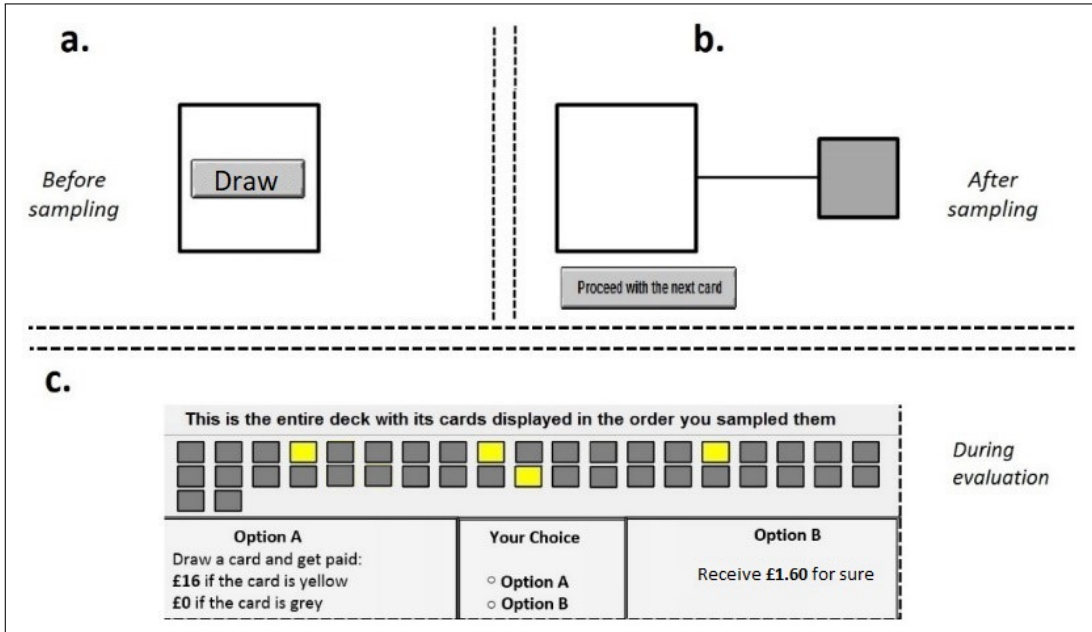 a.
Before
sampling
Draw
b.
Proceed with the next card
After
sampling
c.
This is the entire deck with its cards displayed in the order you sampled them
During
evaluation
Option A
Draw a card and get paid:
£16 if the card is yellow
£0 if the card is grey
Your Choice
Option A
Option B
Option B
Receive £1.60 for sure